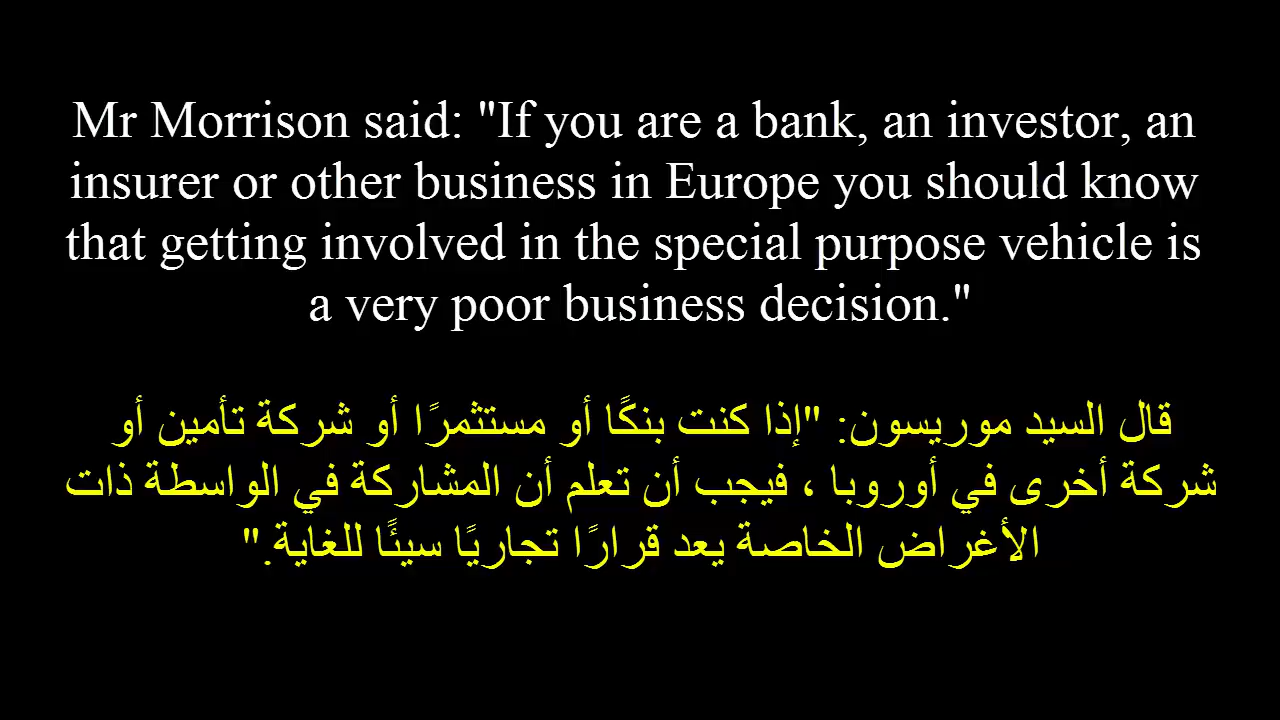 Mr Morrison said: "If you are a bank, an investor, an
insurer or other business in Europe you should know
that getting involved in the special purpose vehicle is
a very poor business decision."
قال السيد موريسون: "إذا كنت بنكًا أو مستثمرًا أو شركة تأمين أو
شركة أخرى في أوروبا ، فيجب أن تعلم أن المشاركة في الواسطة ذات
الأغراض الخاصة يعد قرارًا تجاريًا سيئًا للغاية."